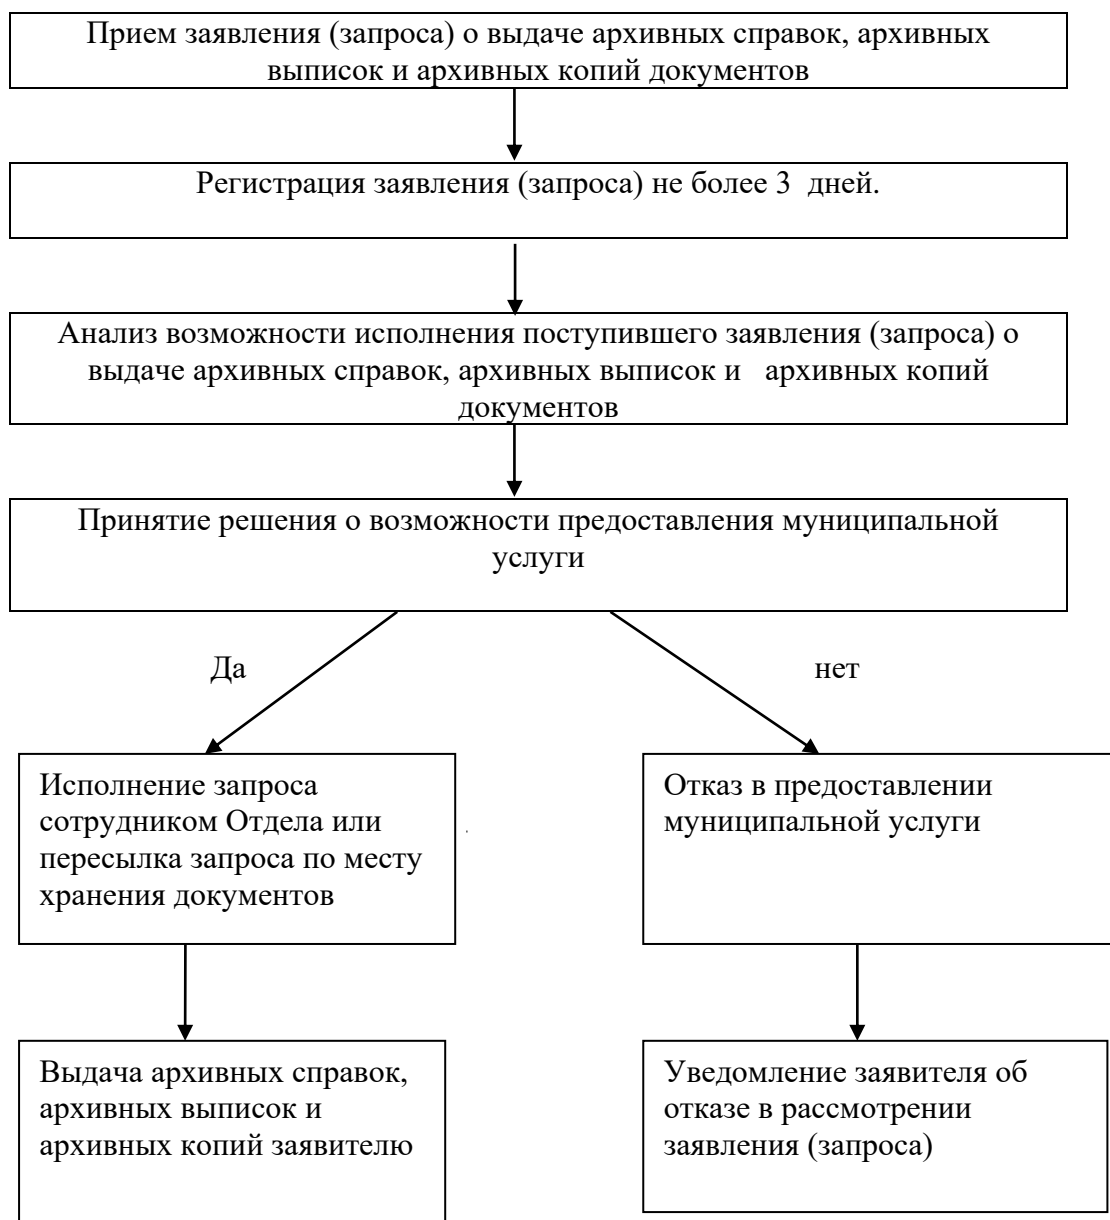 Прием заявления (запроса) о выдаче архивных справок, архивных
выписок и архивных копий документов
Регистрация заявления (запроса) не более 3 дней.
Анализ возможности исполнения поступившего заявления (запроса) о
выдаче архивных справок, архивных выписок и архивных копий
документов
Принятие решения о возможности предоставления муниципальной
услуги
Да
нет
Исполнение запроса
сотрудником Отдела или
пересылка запроса по месту
хранения документов
Отказ в предоставлении
муниципальной услуги
Выдача архивных справок,
архивных выписок и
архивных копий заявителю
Уведомление заявителя об
отказе в рассмотрении
заявления (запроса)